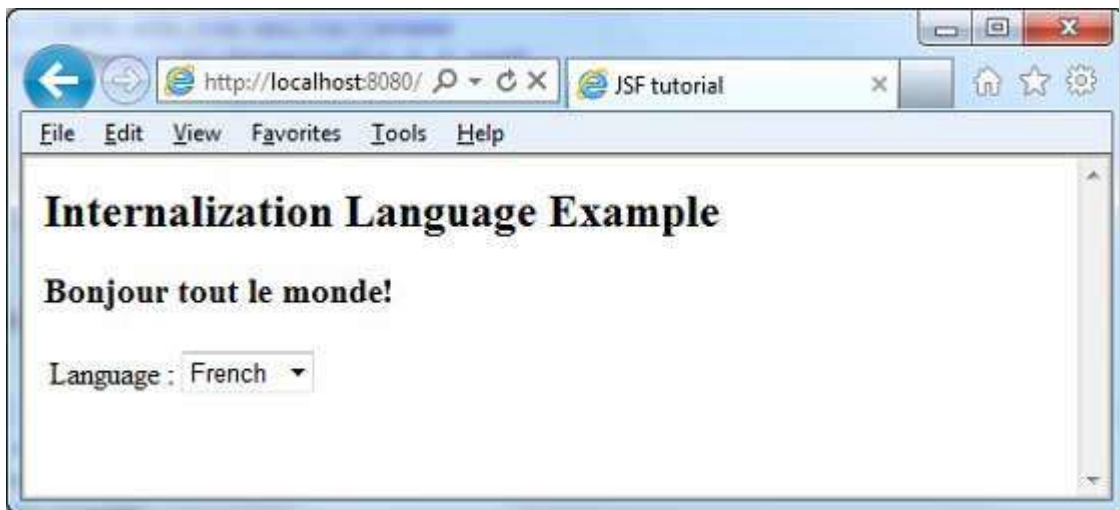 http://localhost:8080/
JSF tutorial
File Edit View Favorites Tools Help
Internalization Language Example
Bonjour tout le monde!
Language : French